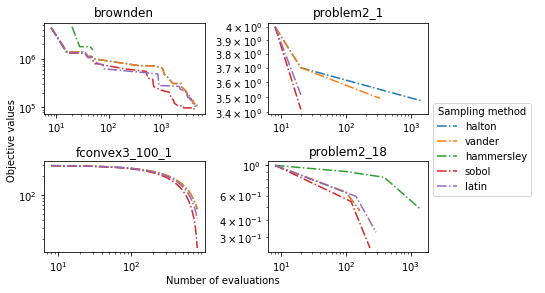 brownden
problem2_1
10⁶
10⁵
10¹
10²
10³
4 × 10⁰
3.9 × 10⁰
3.8 × 10⁰
3.7 × 10⁰
3.6 × 10⁰
3.5 × 10⁰
3.4 × 10⁰
10¹
10²
10³
Objective values
fconvex3_100_1
problem2_18
10²
10¹
10²
10⁰
6 × 10⁻¹
4 × 10⁻¹
3 × 10⁻¹
10¹
10²
10³
Number of evaluations
Sampling method
halton
vander
hammersley
sobol
latin